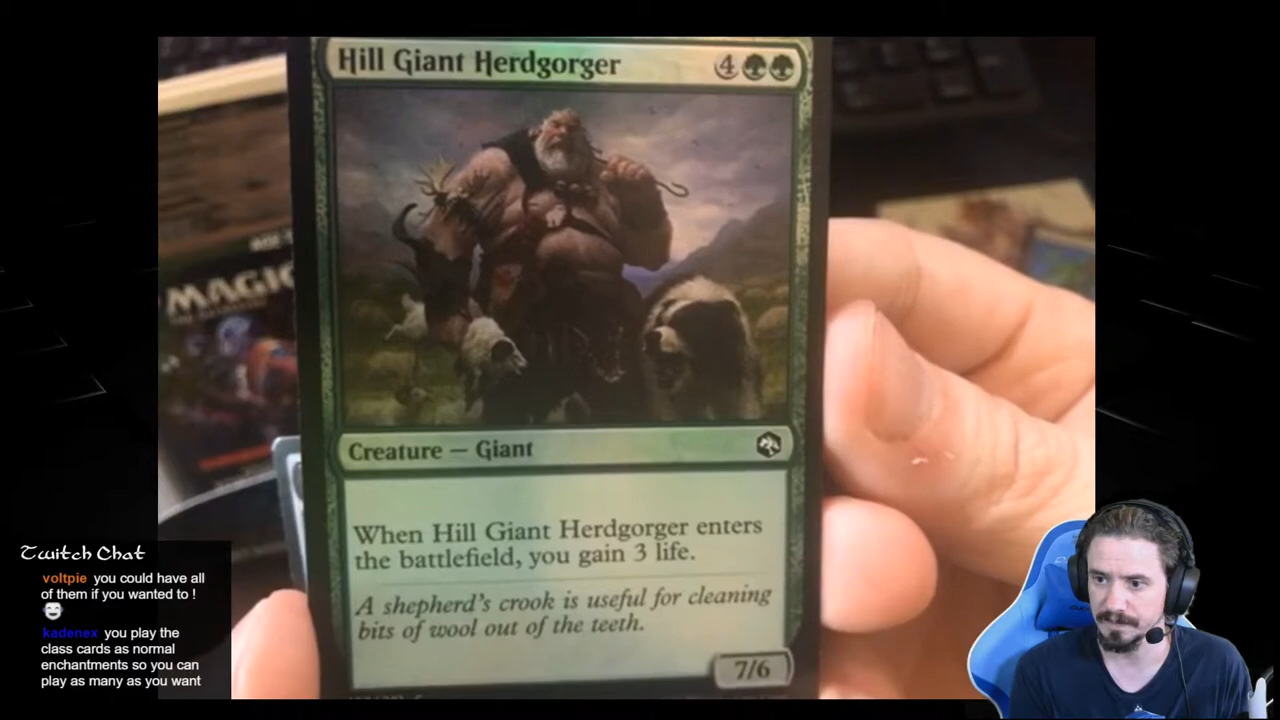 Hill Giant Herdgorger 4
MAGIC
Creature — Giant
When Hill Giant Herdgorger enters
the battlefield, you gain 3 life.
A shepherd's crook is useful for cleaning
bits of wool out of the teeth.
7/6
Twitch Chat
voltpie you could have all
of them if you wanted to !
kadenex you play the
class cards as normal
enchantments so you can
play as many as you want